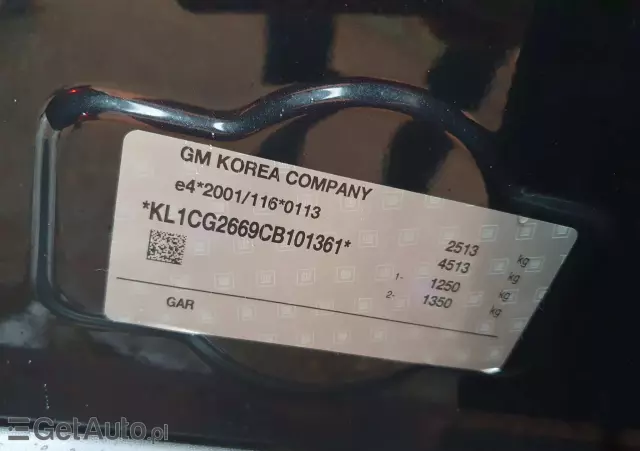 GM KOREA COMPANY
e4*2001/116*0113
*KL1CG2669CB101361*
2513 kg
4513 kg
1- 1250 kg
2- 1350 kg
GAR
GetAuto.pl